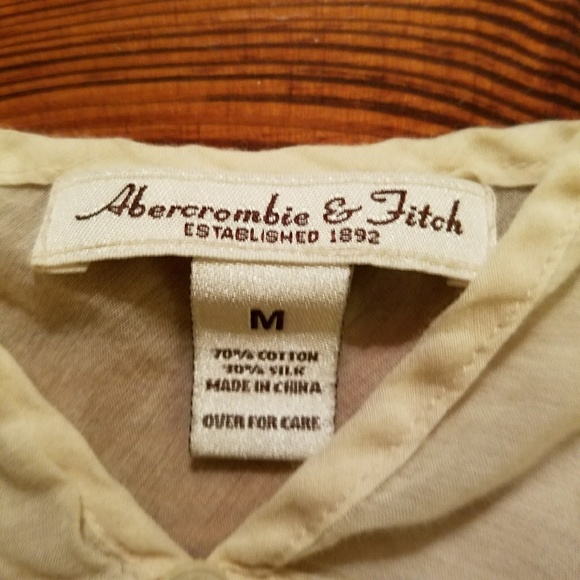 Abercrombie & Fitch
ESTABLISHED 1892
M
70% COTTON
30% SILK
MADE IN CHINA
OVER FOR CARE